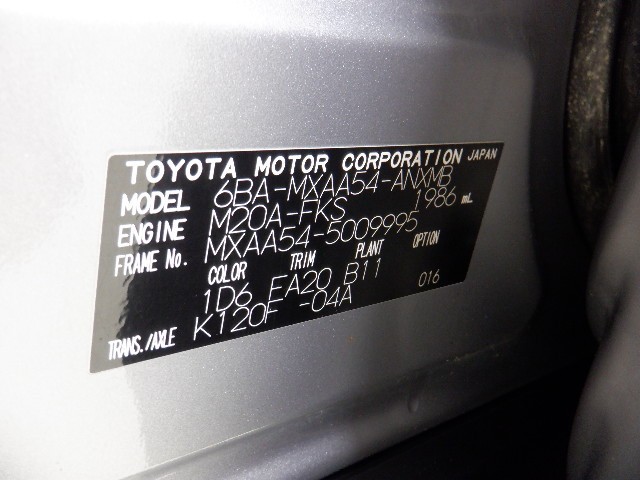 TOYOTA MOTOR CORPORATION JAPAN
MODEL 6BA-MXAA54-ANXMB
ENGINE M20A-FKS 1986 mL
FRAME No. MXAA54-5009995
COLOR TRIM PLANT OPTION
1D6 EA20 B11 016
TRANS./AXLE K120F -04A